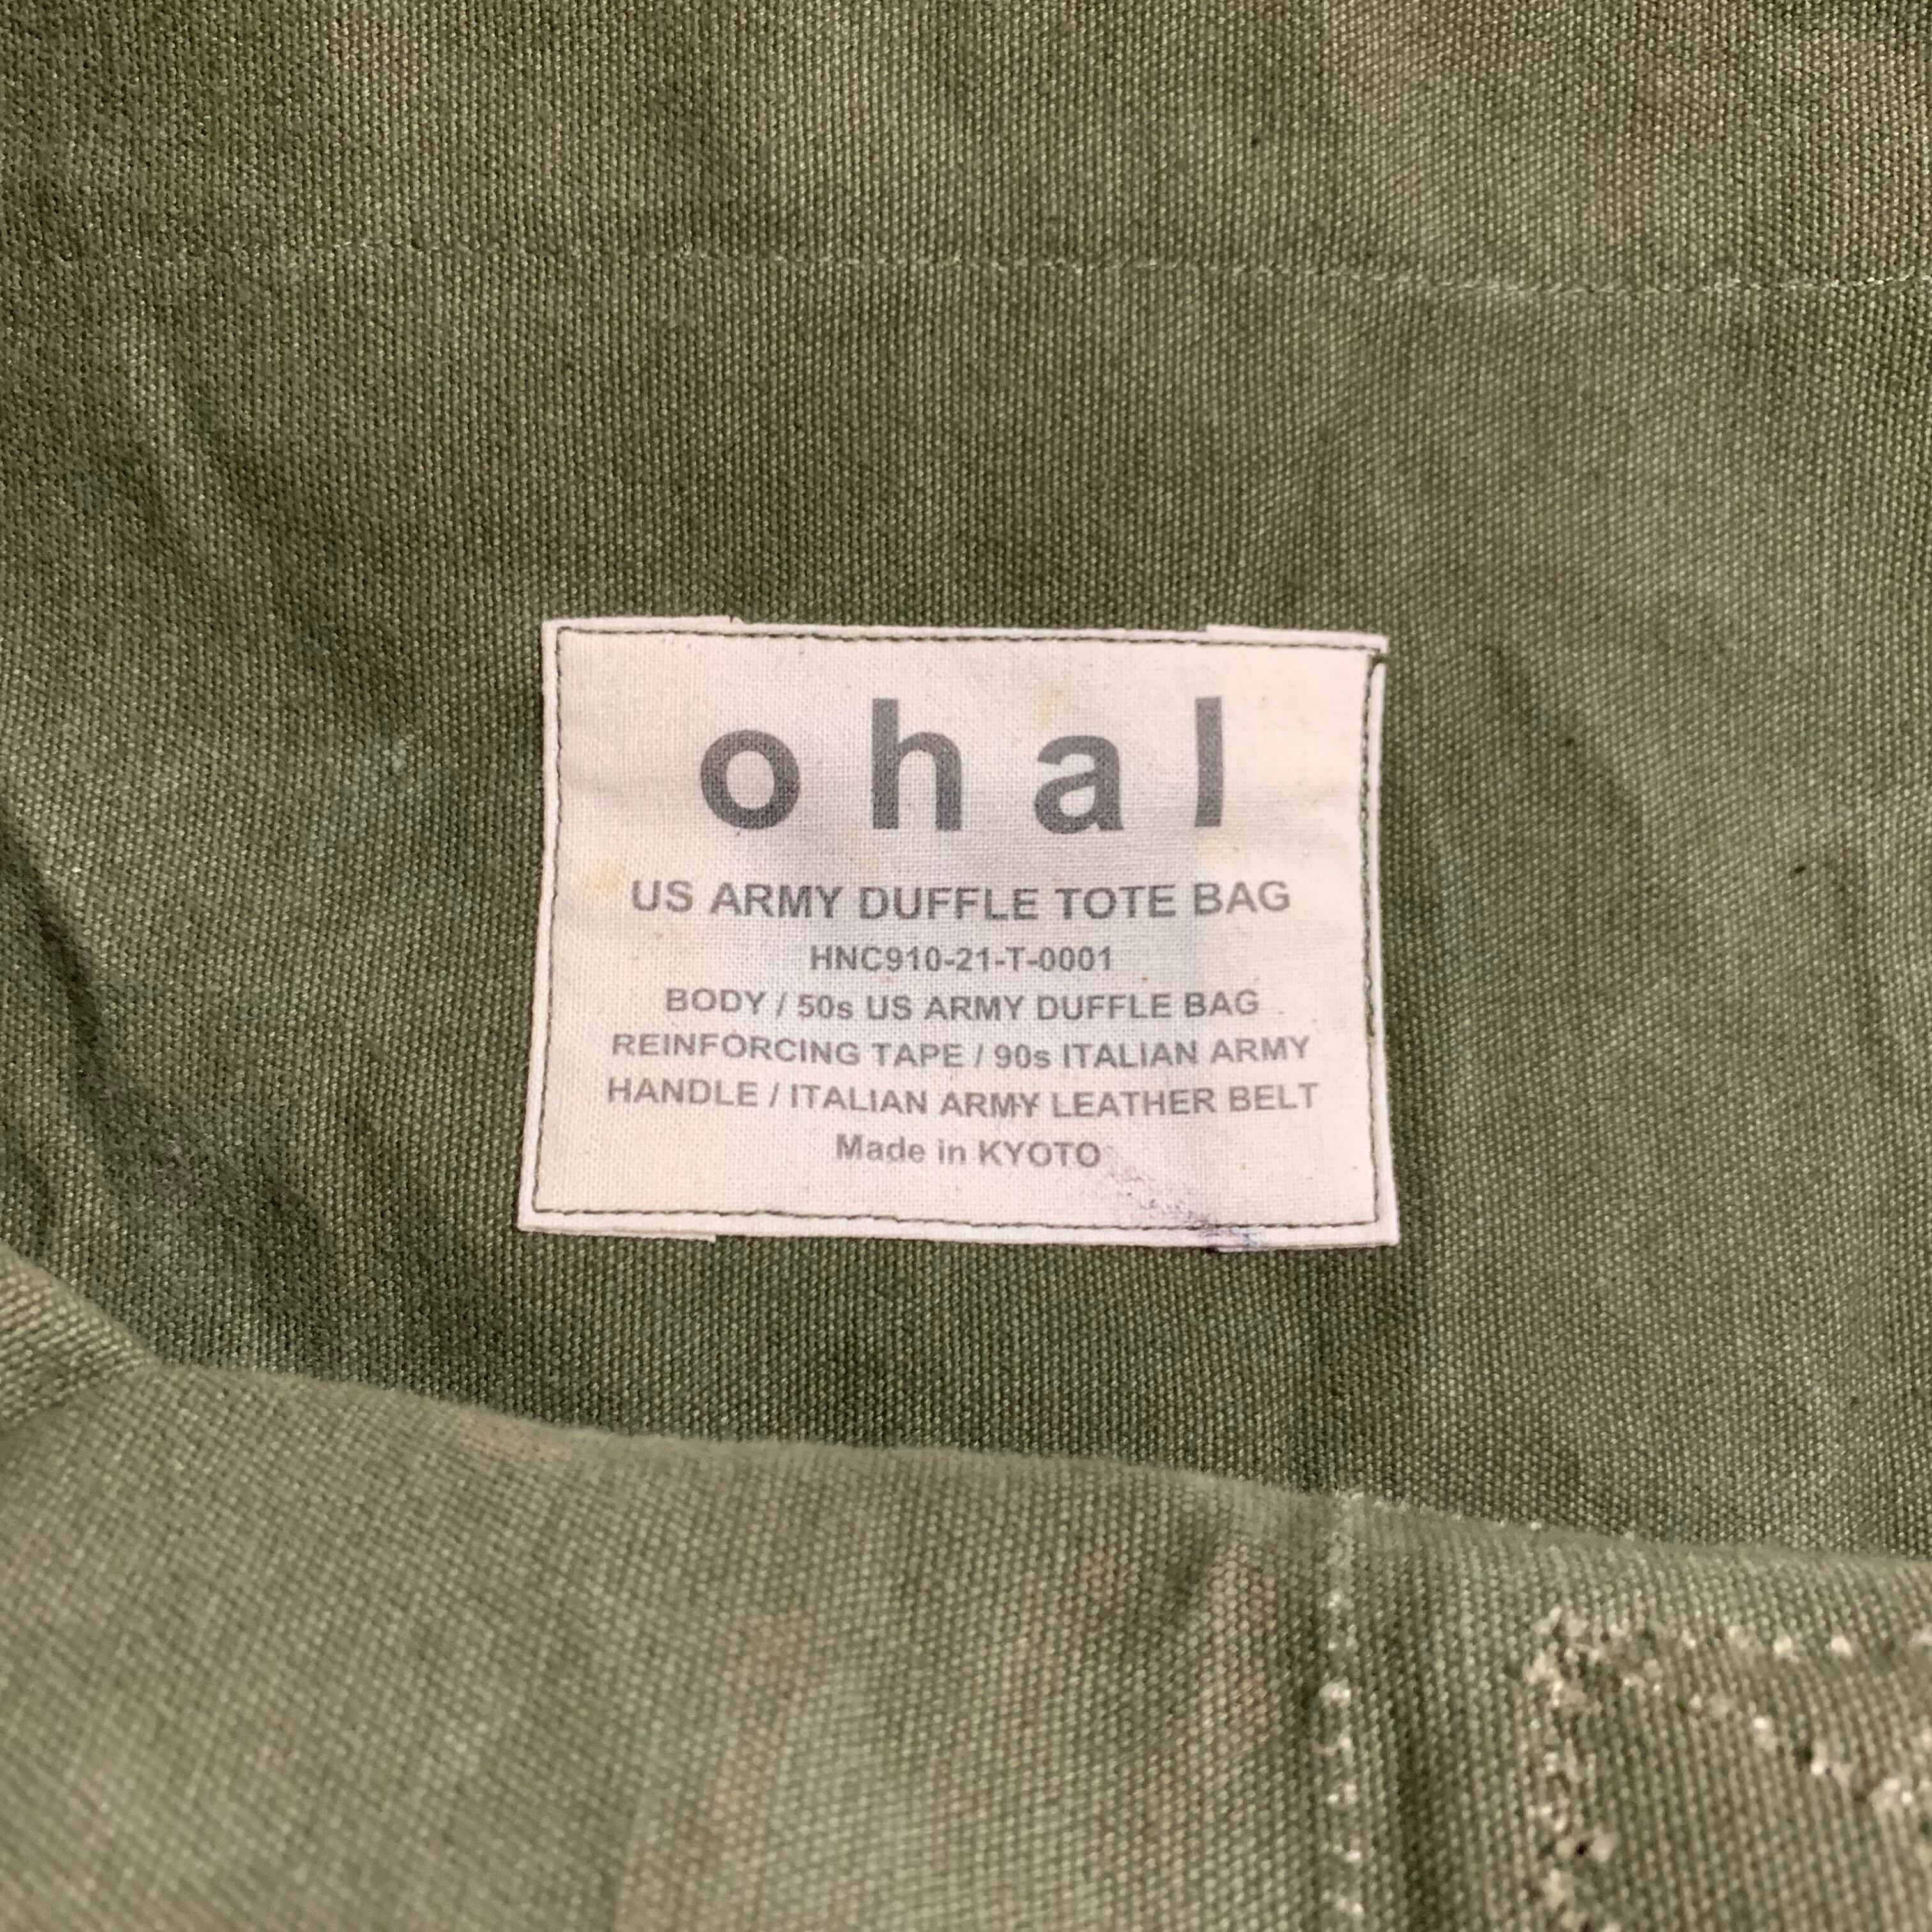 ohal
US ARMY DUFFLE TOTE BAG
HNC910-21-T-0001
BODY / 50s US ARMY DUFFLE BAG
REINFORCING TAPE / 90s ITALIAN ARMY
HANDLE / ITALIAN ARMY LEATHER BELT
Made in KYOTO